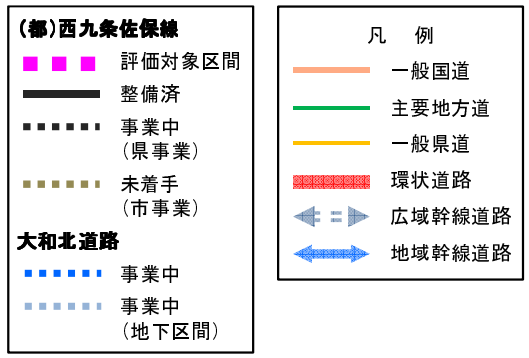 (都)西九条佐保線
評価対象区間
整備済
事業中
(県事業)
未着手
(市事業)
大和北道路
事業中
事業中
(地下区間)
凡 例
一般国道
主要地方道
一般県道
環状道路
広域幹線道路
地域幹線道路